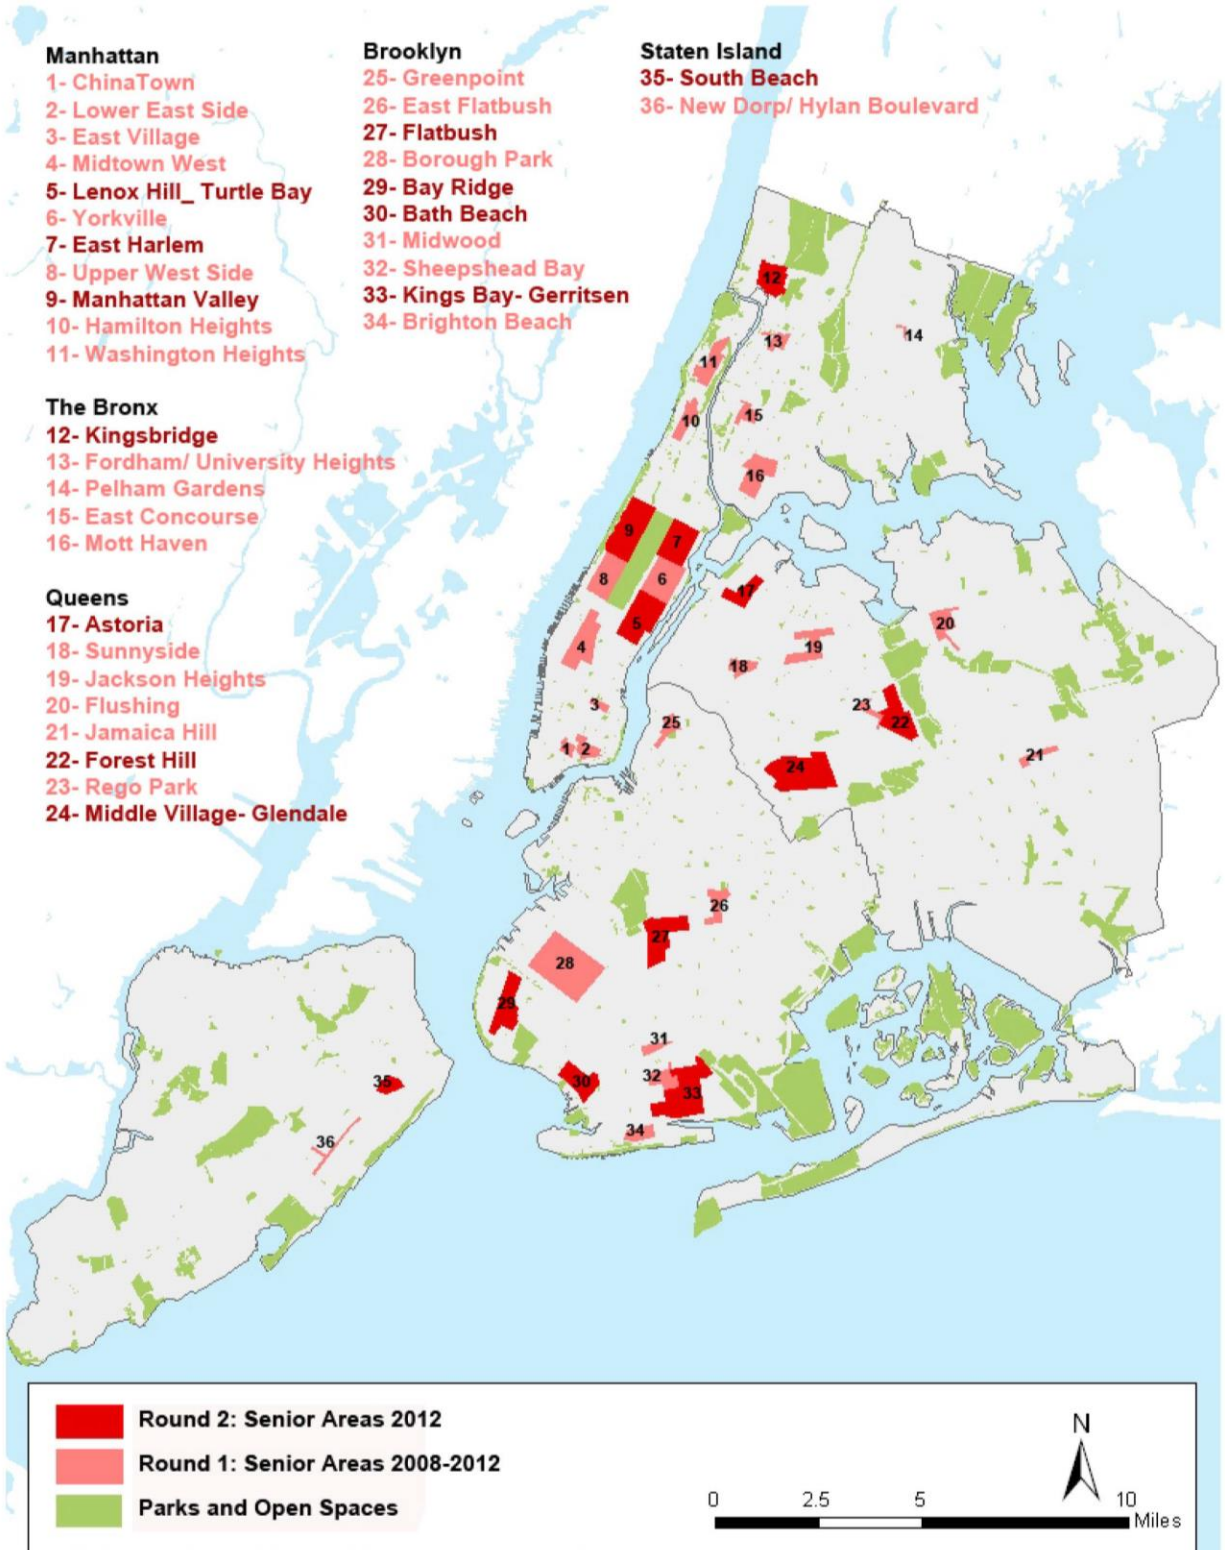 Manhattan
1- ChinaTown
2- Lower East Side
3- East Village
4- Midtown West
5- Lenox Hill_ Turtle Bay
6- Yorkville
7- East Harlem
8- Upper West Side
9- Manhattan Valley
10- Hamilton Heights
11- Washington Heights
The Bronx
12- Kingsbridge
13- Fordham/ University Heights
14- Pelham Gardens
15- East Concourse
16- Mott Haven
Queens
17- Astoria
18- Sunnyside
19- Jackson Heights
20- Flushing
21- Jamaica Hill
22- Forest Hill
23- Rego Park
24- Middle Village- Glendale
Brooklyn
25- Greenpoint
26- East Flatbush
27- Flatbush
28- Borough Park
29- Bay Ridge
30- Bath Beach
31- Midwood
32- Sheepshead Bay
33- Kings Bay- Gerritsen
34- Brighton Beach
Staten Island
35- South Beach
36- New Dorp/ Hylan Boulevard
12
14
13
11
15
10
16
9
7
8
6
17
5
20
4
19
18
3
23
25
22
1
2
21
24
26
27
28
29
31
32
30
35
33
34
36
Round 2: Senior Areas 2012
Round 1: Senior Areas 2008-2012
Parks and Open Spaces
N
0
2.5
5
10
Miles